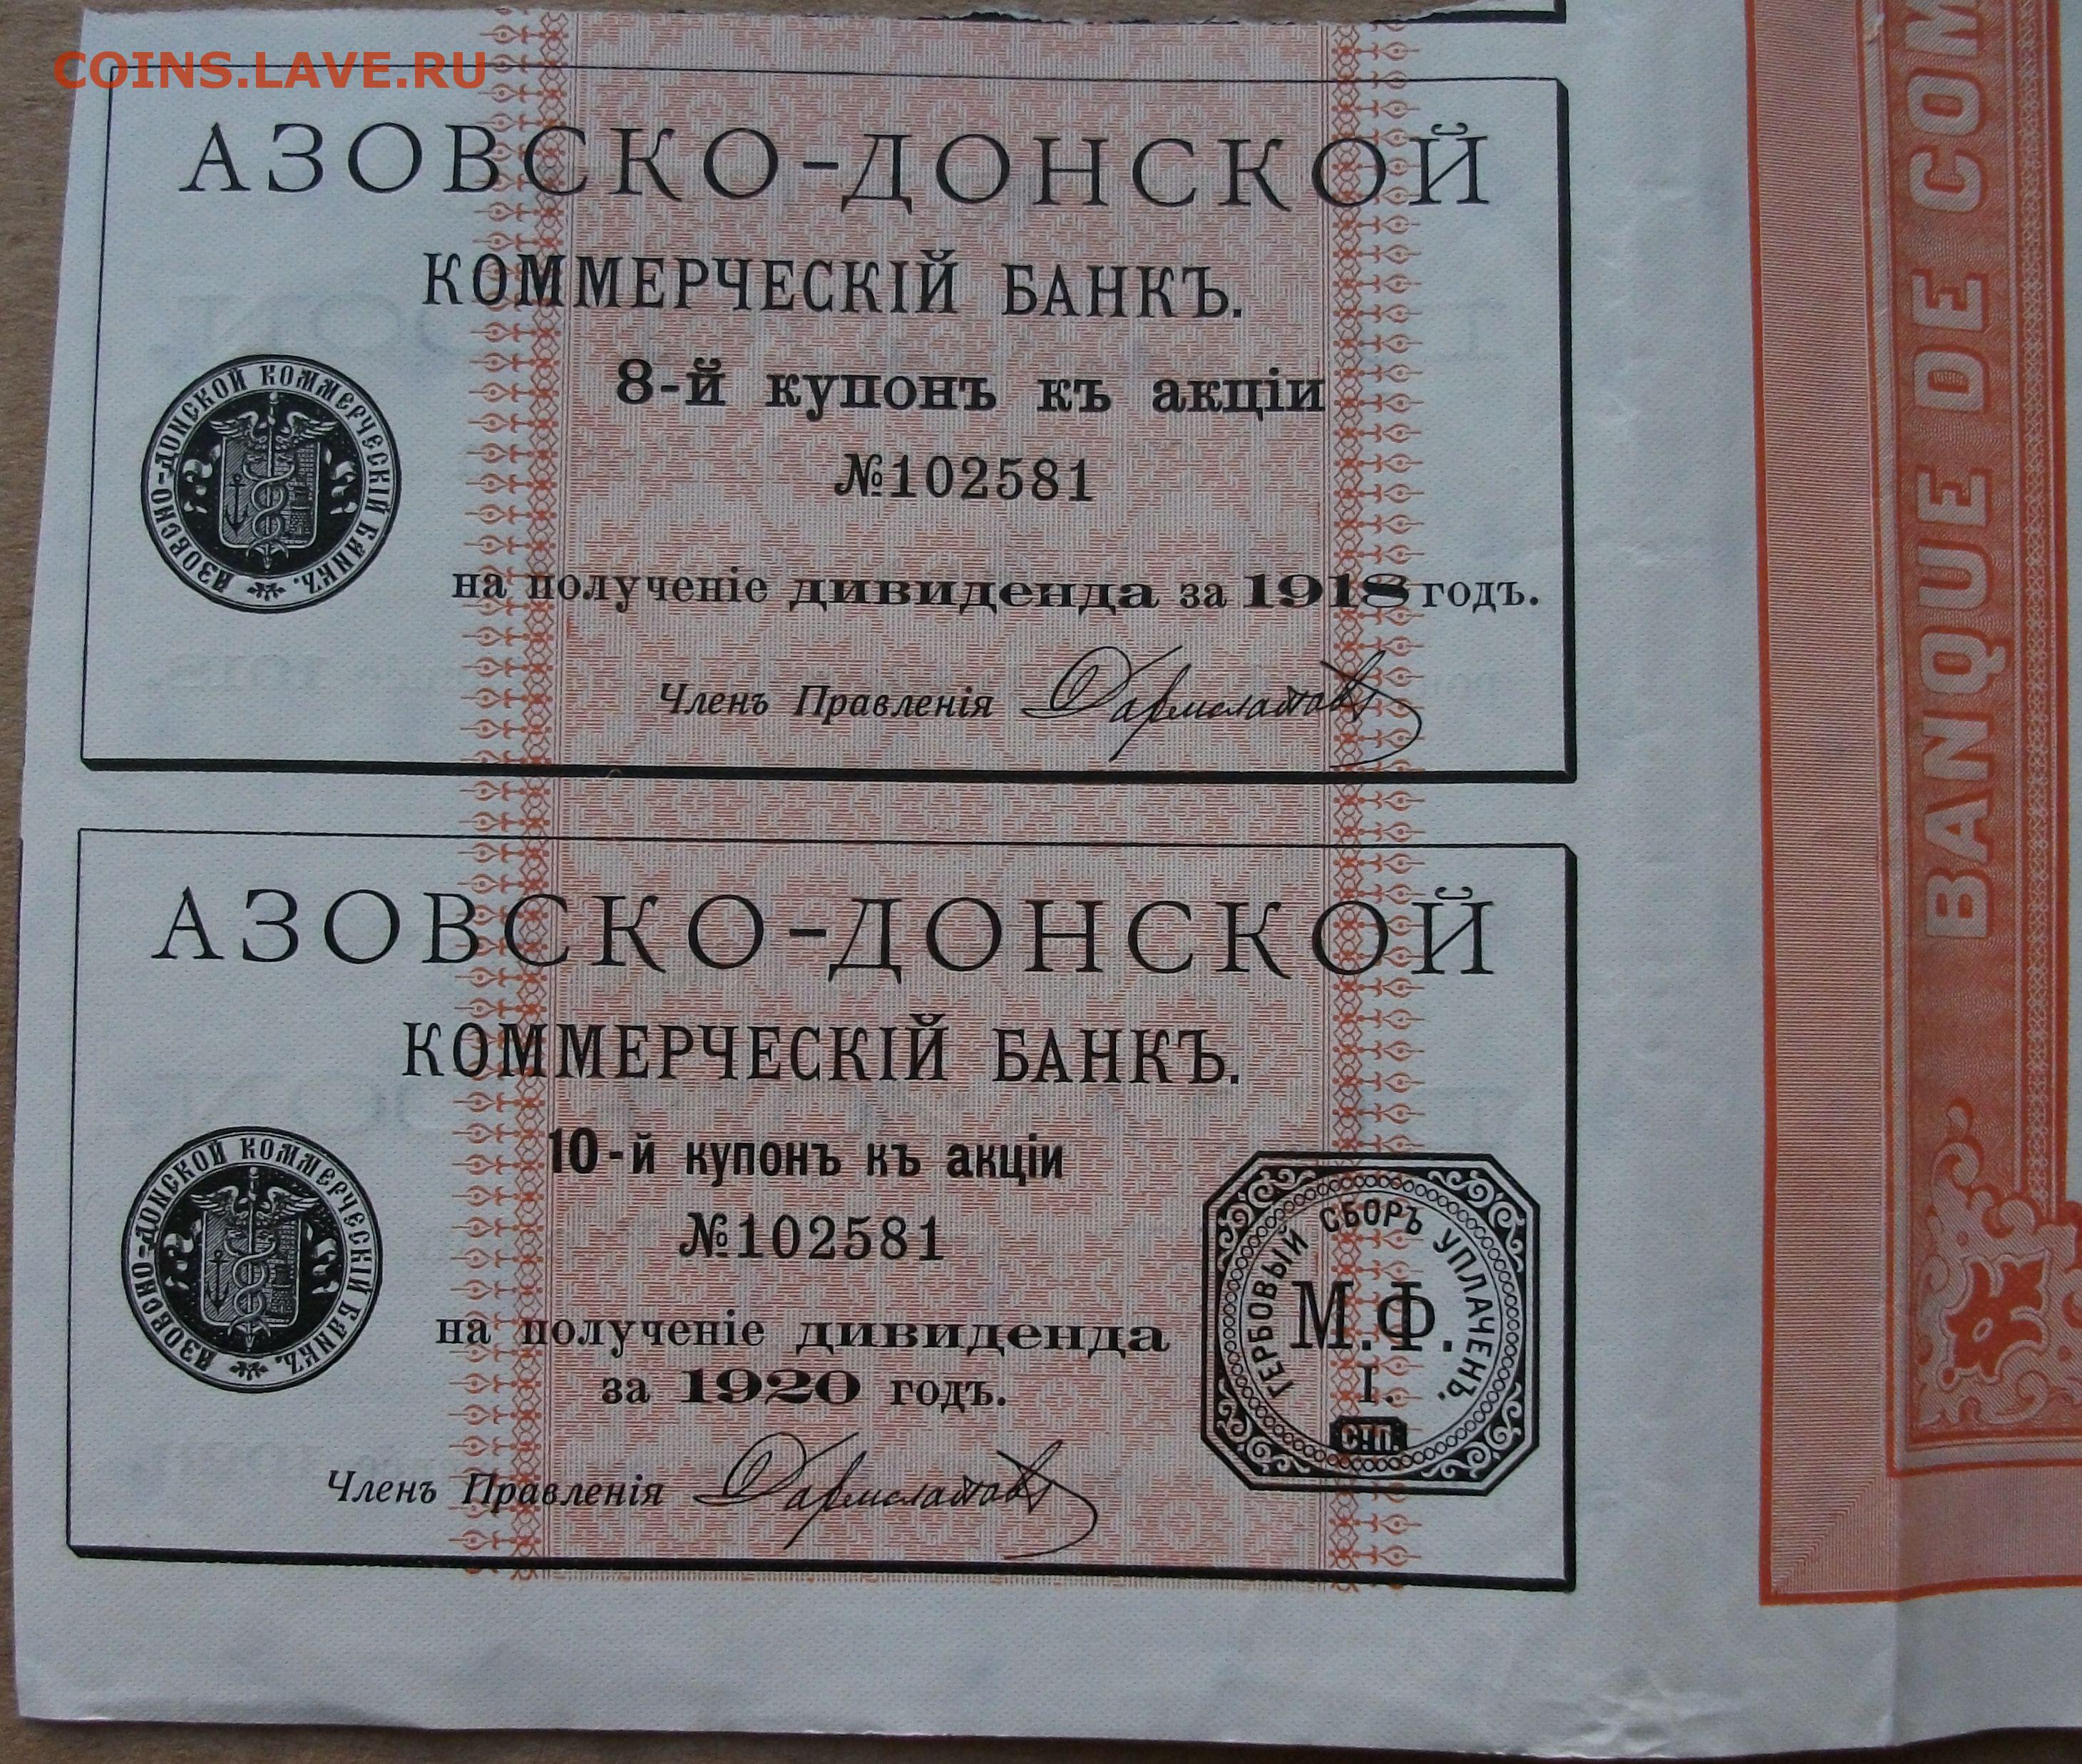 COINS.LAVE.RU
АЗОВСКО-ДОНСКОЙ
КОММЕРЧЕСКІЙ БАНКЪ.
8-й купонъ къ акціи
№102581
АЗОВСКО-ДОНСКОЙ КОММЕРЧЕСКІЙ БАНКЪ.
на полученіе дивиденда за 1918 годъ.
Членъ Правленія
АЗОВСКО-ДОНСКОЙ
КОММЕРЧЕСКІЙ БАНКЪ.
10-й купонъ къ акціи
№102581
АЗОВСКО-ДОНСКОЙ КОММЕРЧЕСКІЙ БАНКЪ.
на полученіе дивиденда
за 1920 годъ.
Членъ Правленія
ГЕРБОВЫЙ СБОРЪ УПЛАЧЕНЪ.
М.Ф.
I.
BANQUE DE COM